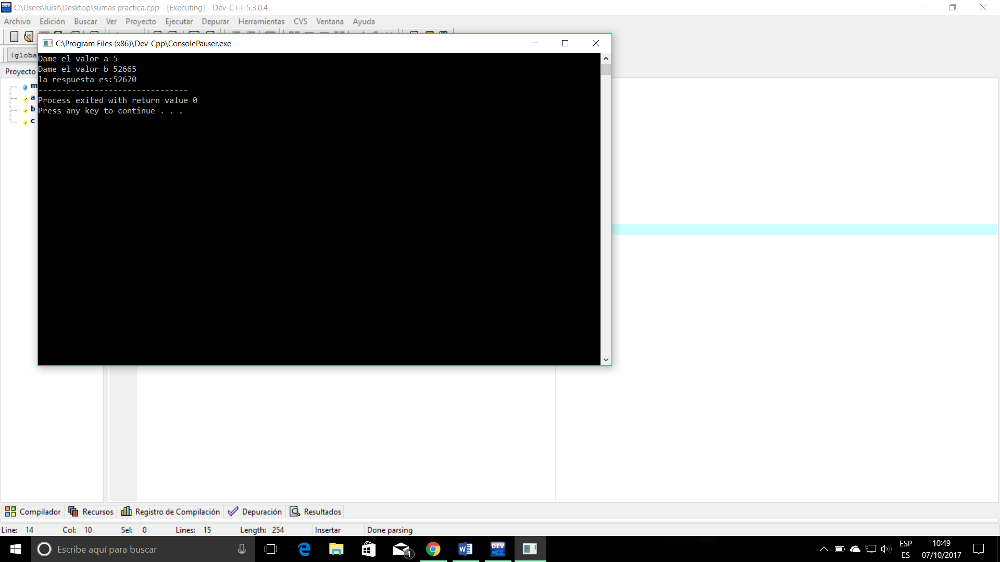 C:\Users\luisr\Desktop\sumas practica.cpp - [Executing] - Dev-C++ 5.3.0.4
Archivo Edición Buscar Ver Proyecto Ejecutar Depurar Herramientas CVS Ventana Ayuda
C:\Program Files (x86)\Dev-Cpp\ConsolePauser.exe
(globa
Proyecto
m
a
b
c
Dame el valor a 5
Dame el valor b 52665
la respuesta es:52670
--------------------------------
Process exited with return value 0
Press any key to continue . . .
Compilador Recursos Registro de Compilación Depuración Resultados
Line: 14 Col: 10 Sel: 0 Lines: 15 Length: 254 Insertar Done parsing
Escribe aquí para buscar
1
DEV C++
ESP
ES
10:49
07/10/2017